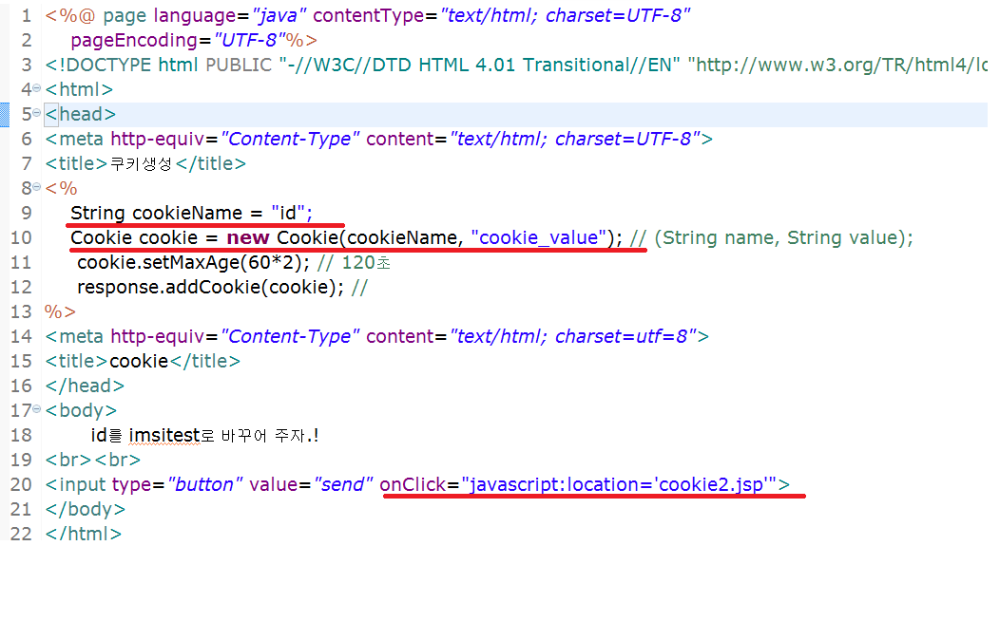 1 <%@ page language="java" contentType="text/html; charset=UTF-8"
2 pageEncoding="UTF-8"%>
3 <!DOCTYPE html PUBLIC "-//W3C//DTD HTML 4.01 Transitional//EN" "http://www.w3.org/TR/html4/lo
4 <html>
5 <head>
6 <meta http-equiv="Content-Type" content="text/html; charset=UTF-8">
7 <title>쿠키생성</title>
8 <%
9 String cookieName = "id";
10 Cookie cookie = new Cookie(cookieName, "cookie_value"); // (String name, String value);
11 cookie.setMaxAge(60*2); // 120초
12 response.addCookie(cookie); //
13 %>
14 <meta http-equiv="Content-Type" content="text/html; charset=utf=8">
15 <title>cookie</title>
16 </head>
17 <body>
18 id를 imsitest로 바꾸어 주자.!
19 <br><br>
20 <input type="button" value="send" onClick="javascript:location='cookie2.jsp'">
21 </body>
22 </html>